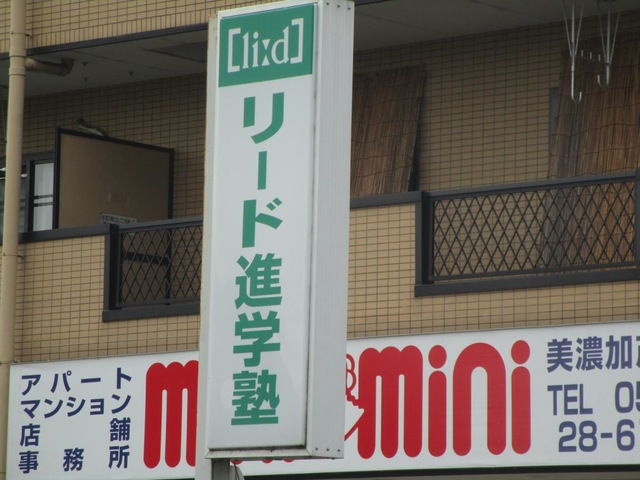 [li:d]
リード進学塾
アパート
マンション
店舗
事務所
mini
美濃加
TEL 05
28-6